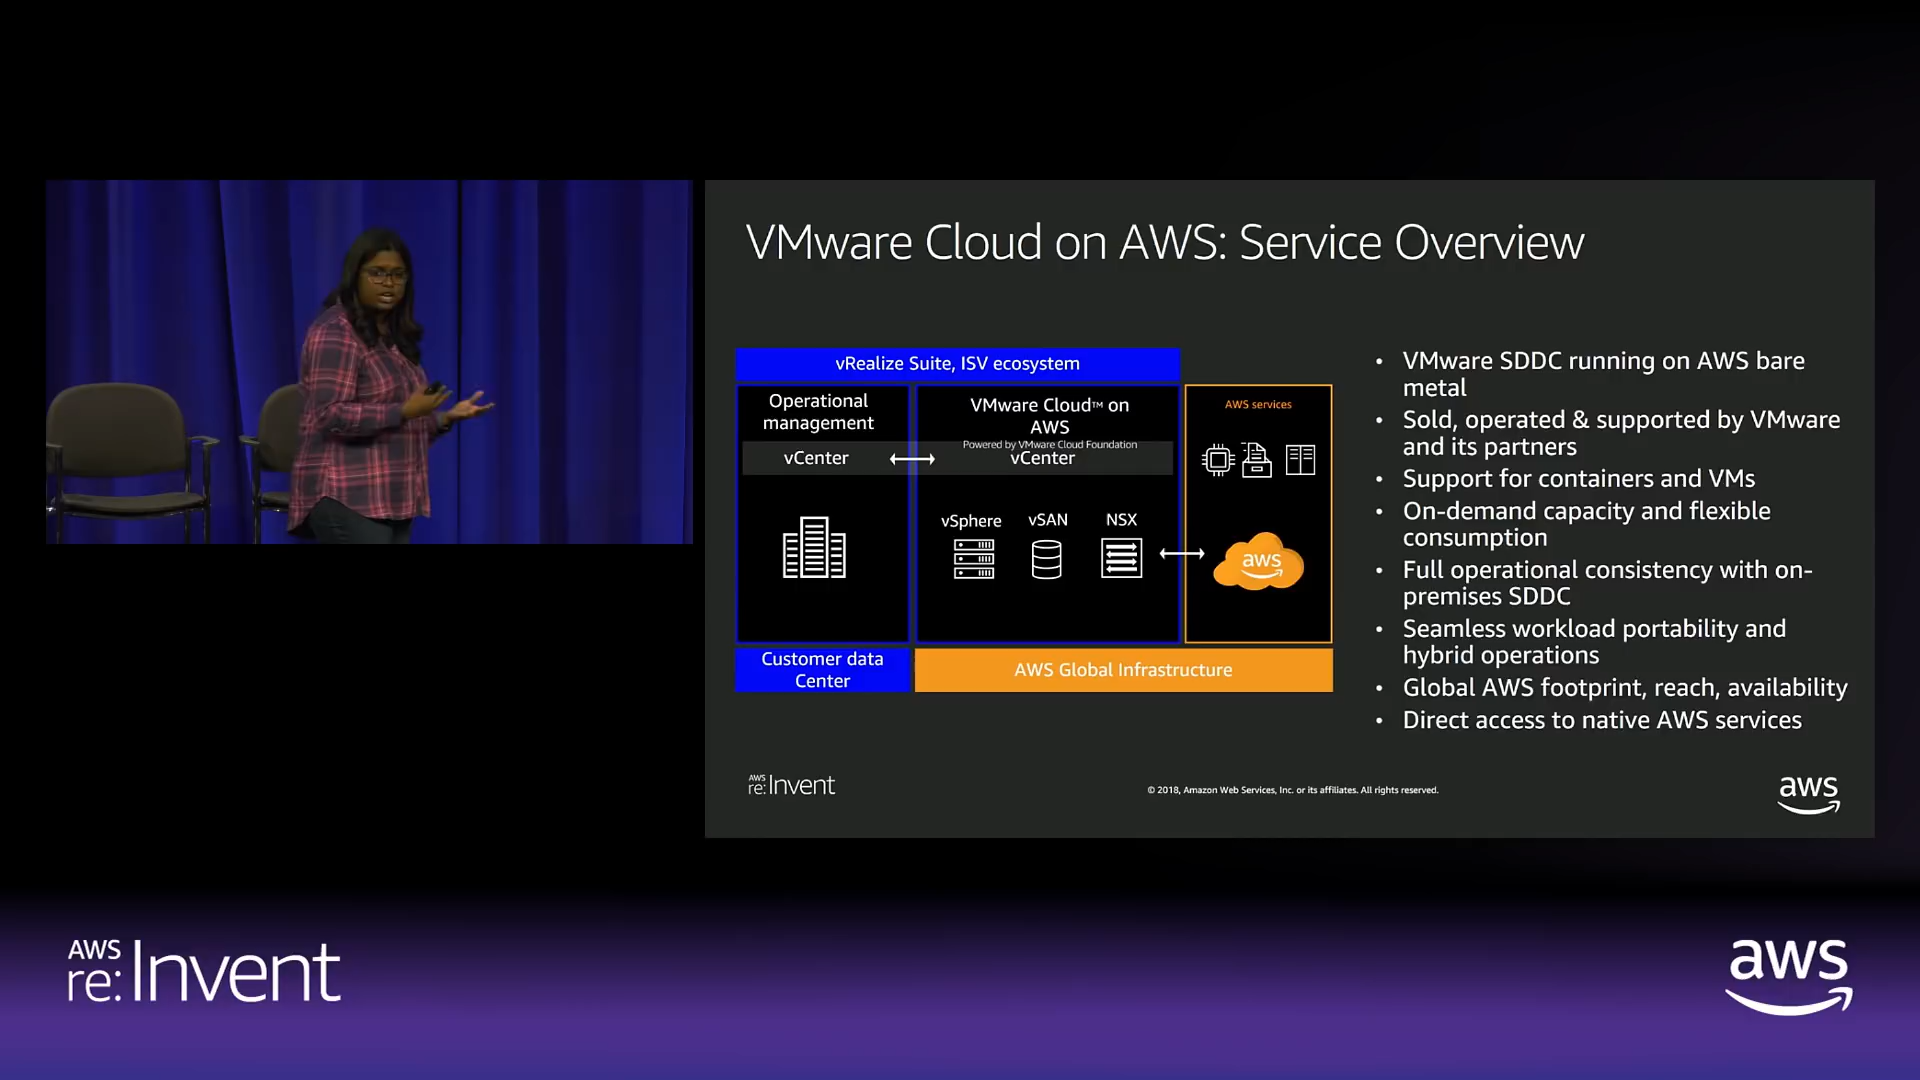 VMware Cloud on AWS: Service Overview
vRealize Suite, ISV ecosystem
Operational
management
VMware Cloud™ on
AWS
Powered by VMware Cloud Foundation
vCenter
vCenter
AWS services
vSphere
vSAN
NSX
aws
Customer data
Center
AWS Global Infrastructure
• VMware SDDC running on AWS bare
metal
• Sold, operated & supported by VMware
and its partners
• Support for containers and VMs
• On-demand capacity and flexible
consumption
• Full operational consistency with on-
premises SDDC
• Seamless workload portability and
hybrid operations
• Global AWS footprint, reach, availability
• Direct access to native AWS services
AWS
re:Invent
© 2018, Amazon Web Services, Inc. or its affiliates. All rights reserved.
aws
AWS
re:Invent
aws